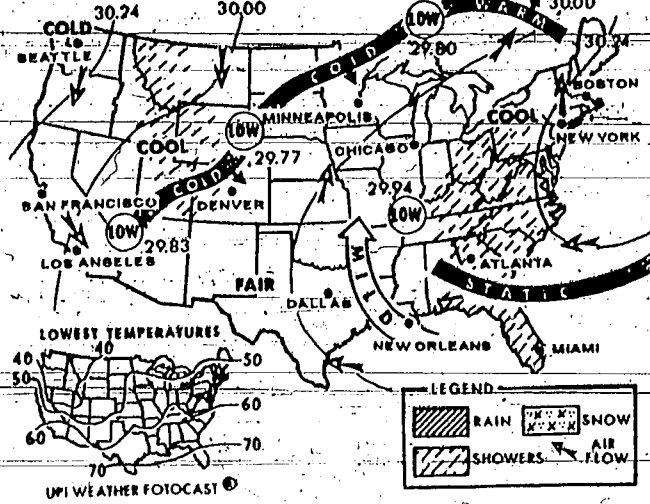 30.24
30.00
30.00
COLD
SEATTLE
LOW
WARM
29.80
30.24
COLD
BOSTON
MINNEAPOLIS
COOL
LOW
COOL
NEW YORK
CHICAGO
29.77
COLD
29.94
SAN FRANCISCO
DENVER
LOW
LOW
29.83
LOS ANGELES
MILD
ATLANTA
STATIC
FAIR
DALLAS
NEW ORLEANS
MIAMI
LOWEST TEMPERATURES
40
40
50
50
60
60
70
70
UPI WEATHER FOTOCAST
LEGEND
RAIN
SNOW
SHOWERS
AIR
FLOW